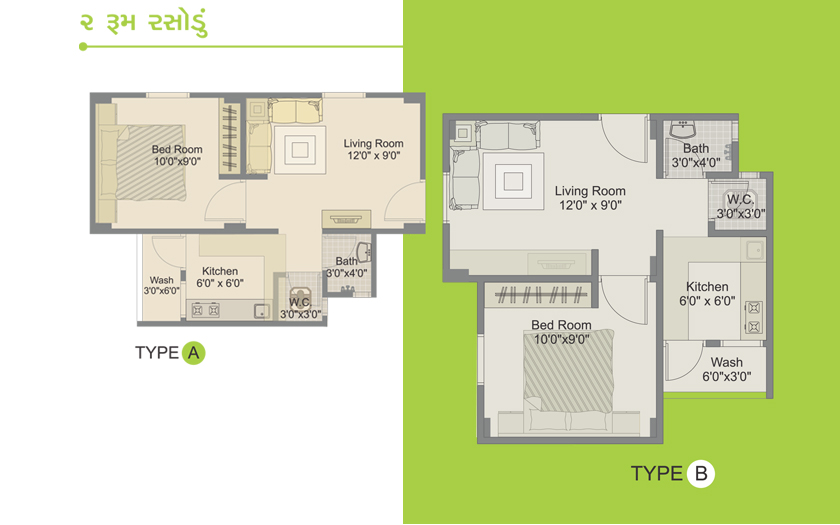 ૨ રૂમ રસોડું
Bed Room
10'0"x9'0"
Living Room
12'0" x 9'0"
Wash
3'0"x6'0"
Kitchen
6'0" x 6'0"
Bath
3'0"x4'0"
W.C.
3'0"x3'0"
TYPE A
Bath
3'0"x4'0"
Living Room
12'0" x 9'0"
W.C.
3'0"x3'0"
Kitchen
6'0" x 6'0"
Bed Room
10'0"x9'0"
Wash
6'0"x3'0"
TYPE B